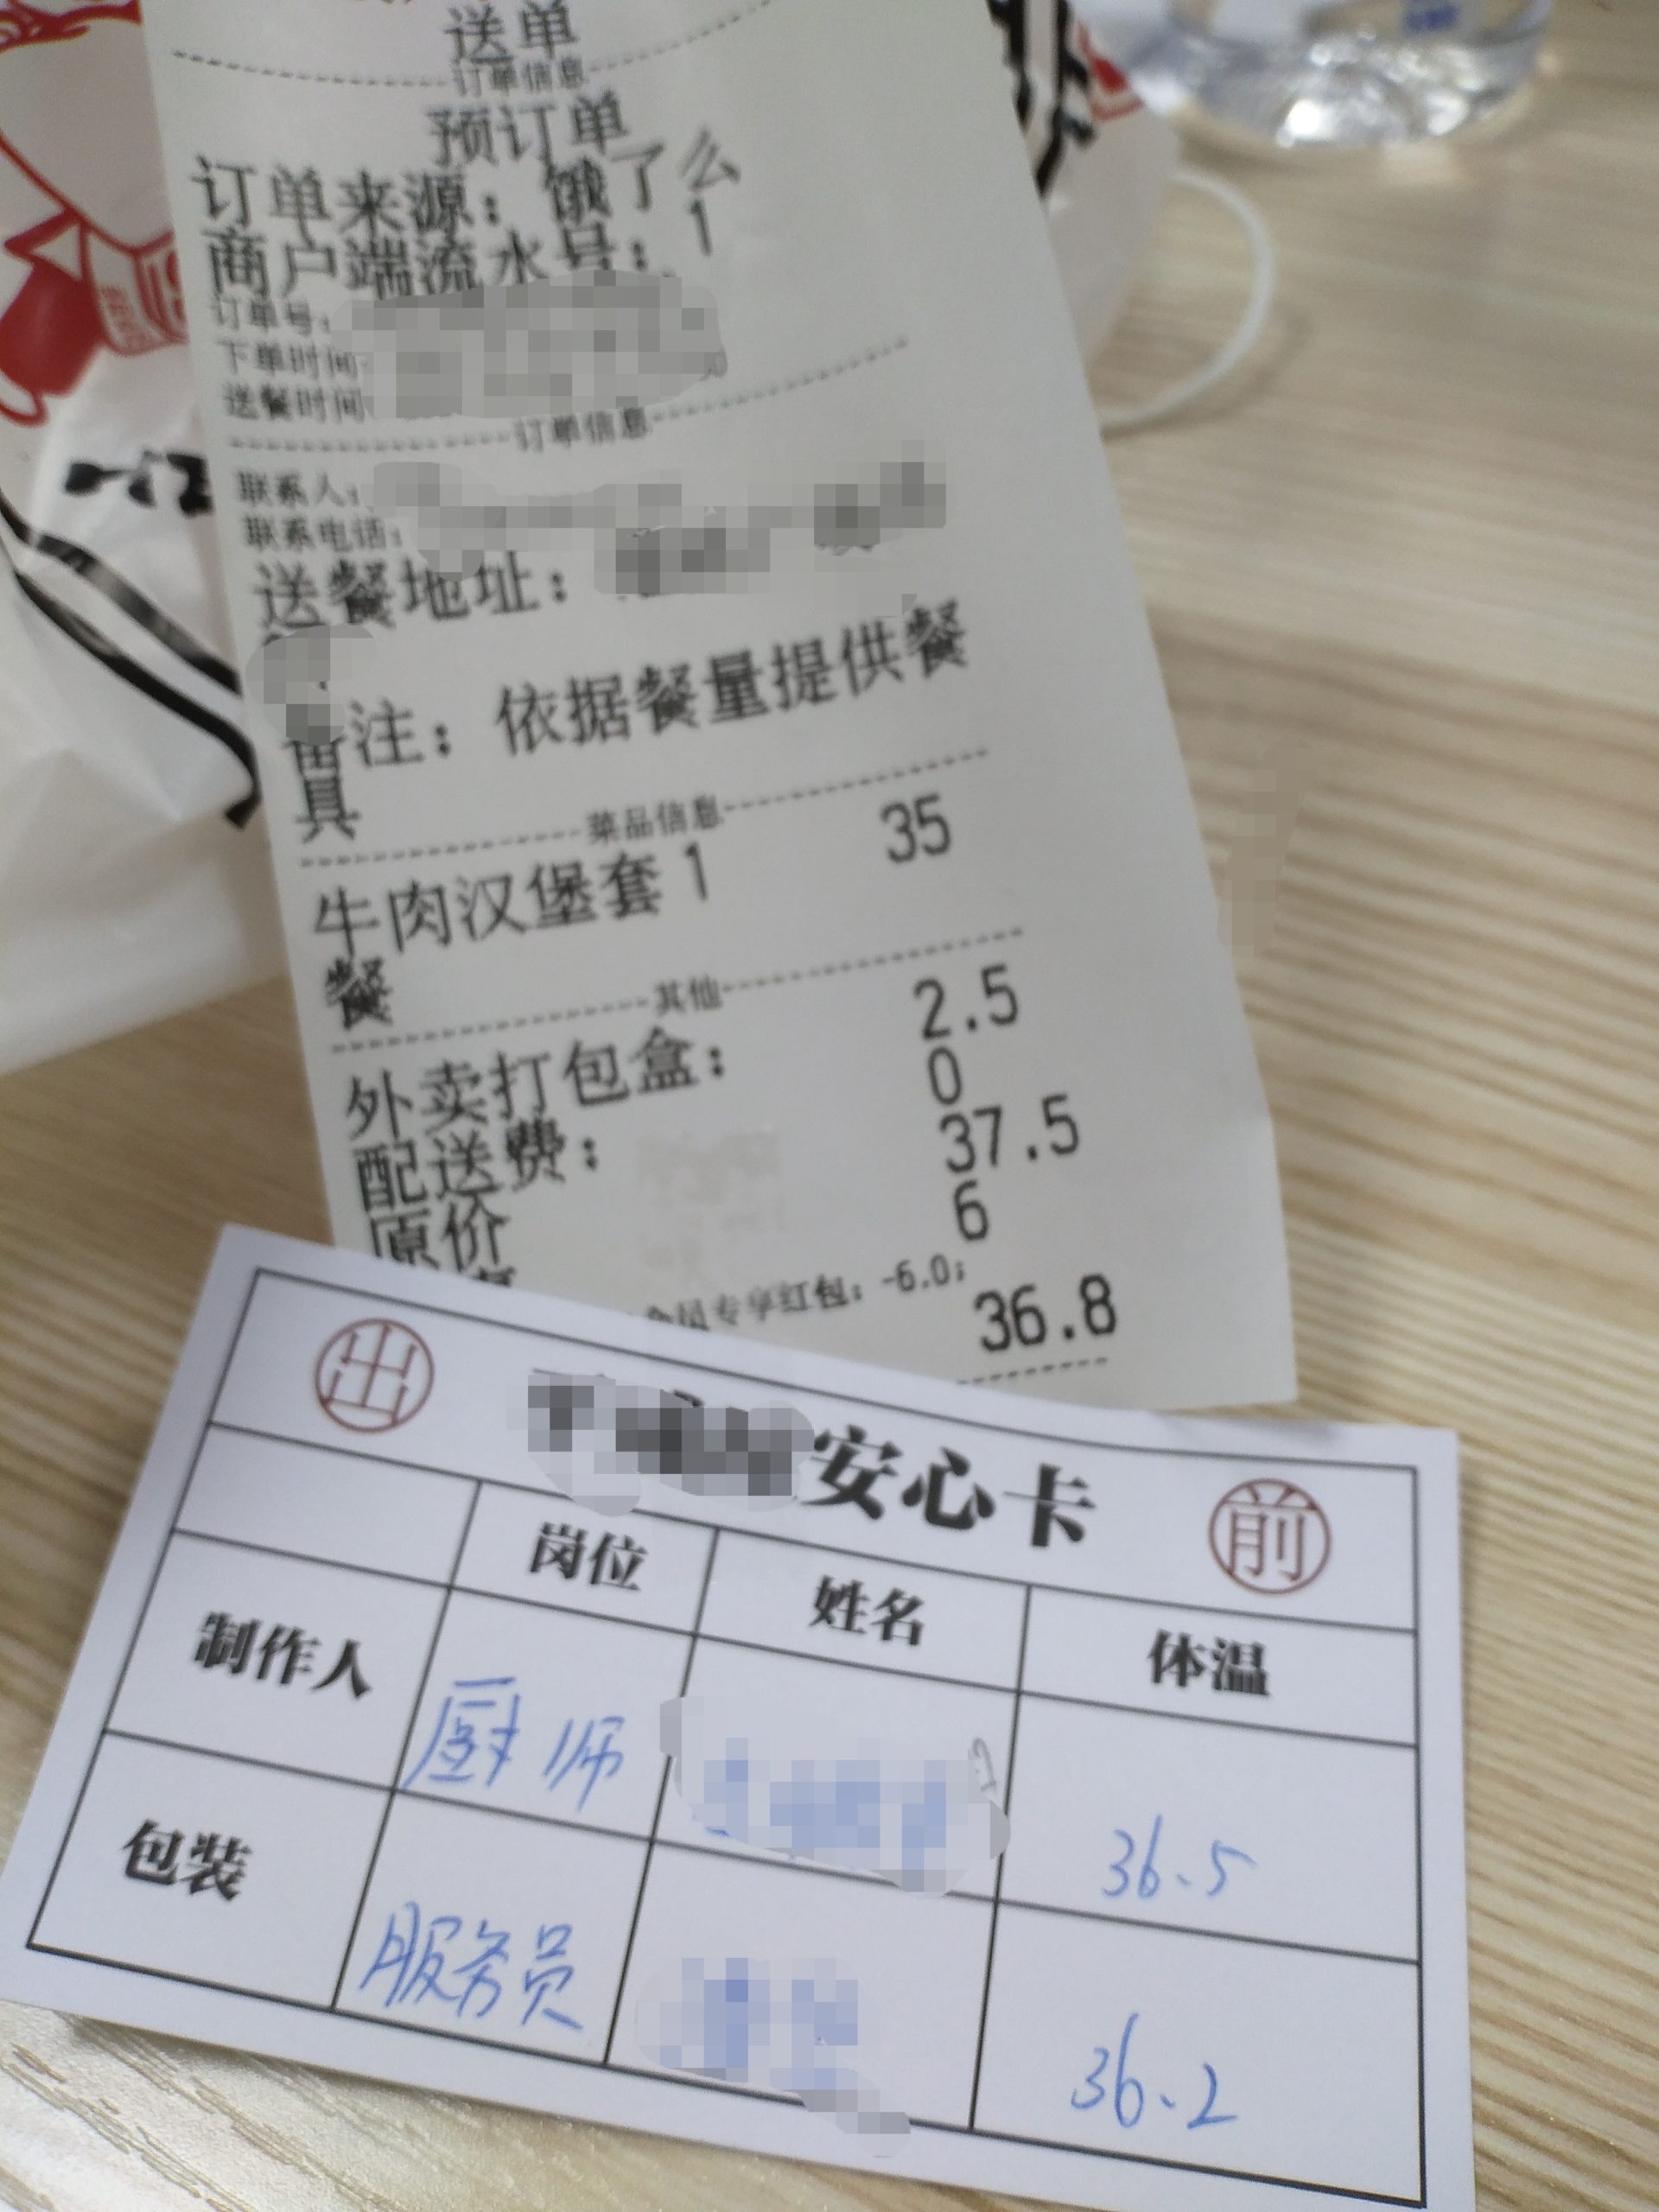 送单
订单信息
预订单
订单来源：饿了么
商户端流水号：1
订单号：
下单时间
送餐时间
订单信息
联系人：
联系电话：
送餐地址：
备注：依据餐量提供餐
具
菜品信息
牛肉汉堡套 1 35
餐
其他
外卖打包盒： 2.5
配送费： 0
原价 37.5
6
会员专享红包：-6.0；
36.8
出 安心卡 前
岗位 姓名 体温
制作人 厨师 36.5
包装 服务员 36.2